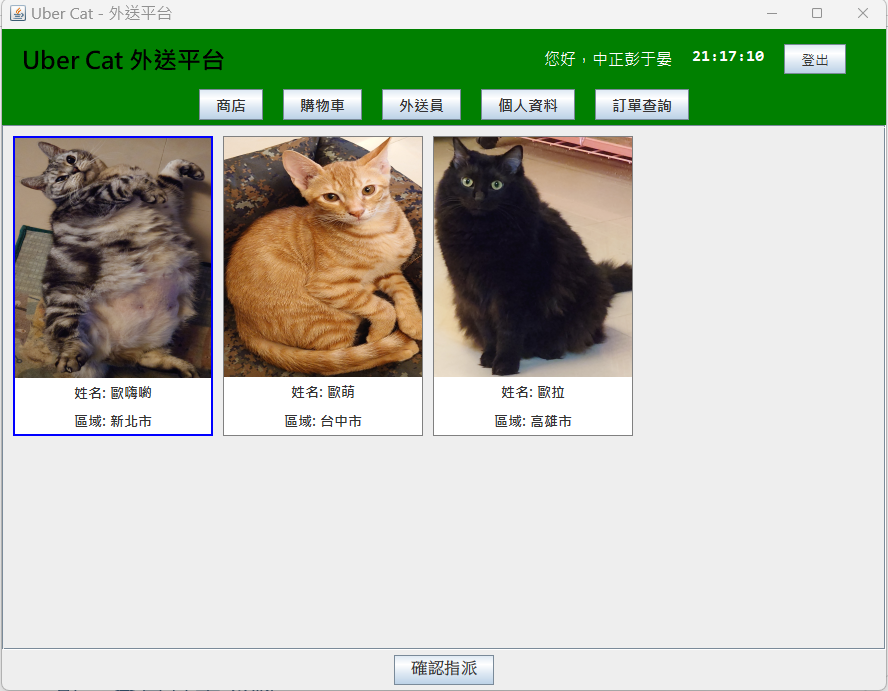 Uber Cat - 外送平台
Uber Cat 外送平台
您好，中正彭于晏 21:17:10 登出
商店 購物車 外送員 個人資料 訂單查詢
姓名: 歐嗨喲 姓名: 歐萌 姓名: 歐拉
區域: 新北市 區域: 台中市 區域: 高雄市
確認指派